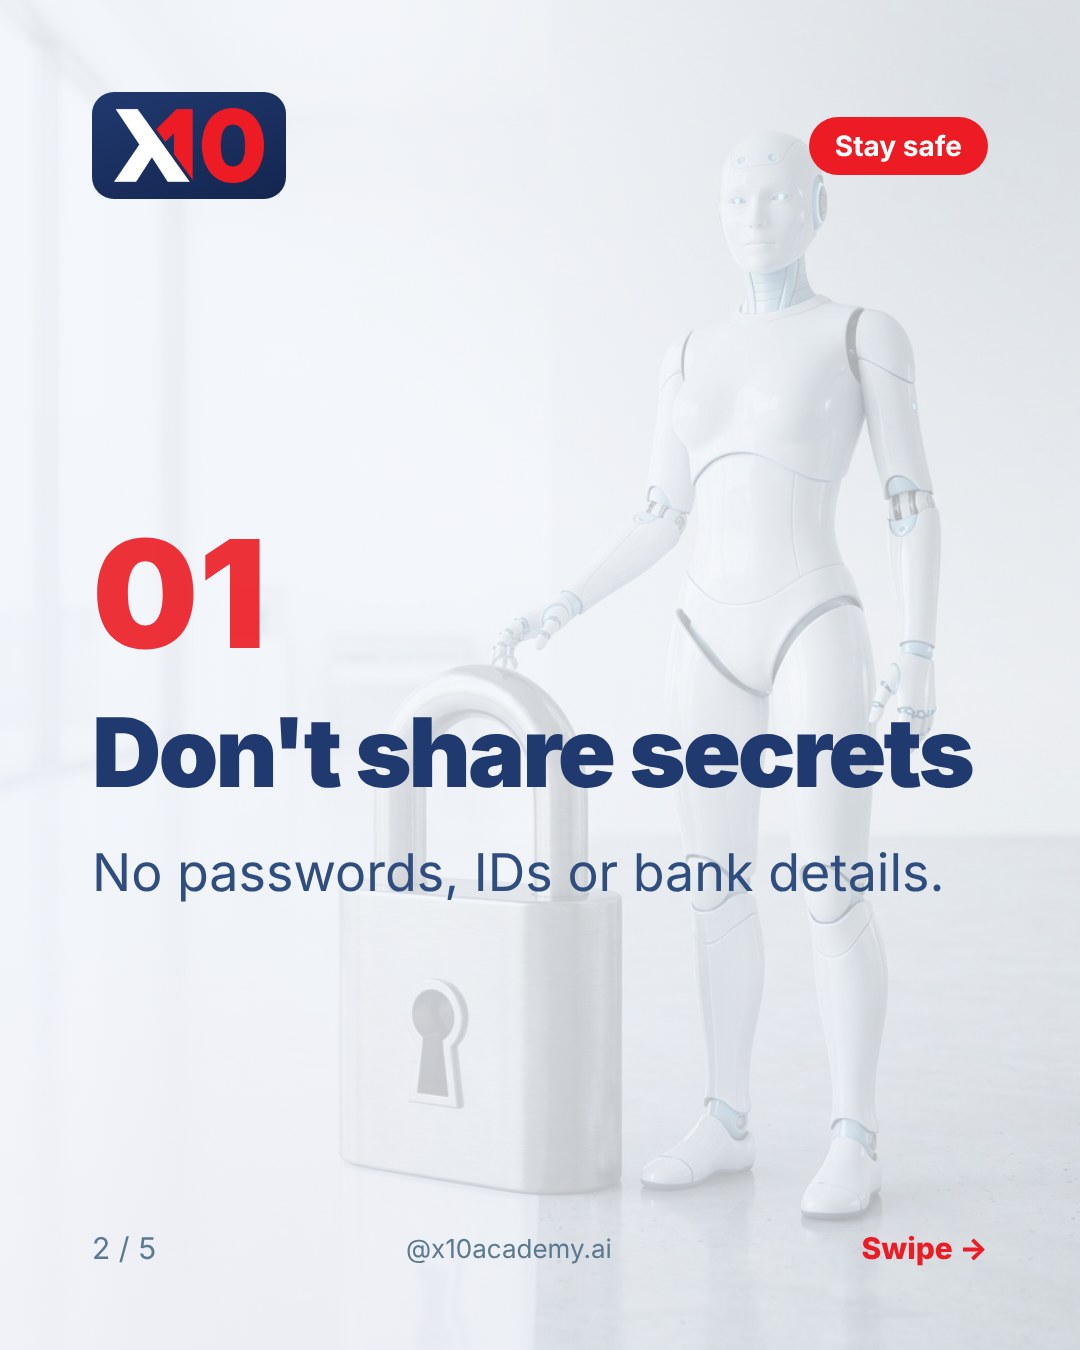 X10
Stay safe
01
Don't share secrets
No passwords, IDs or bank details.
2 / 5
@x10academy.ai
Swipe →